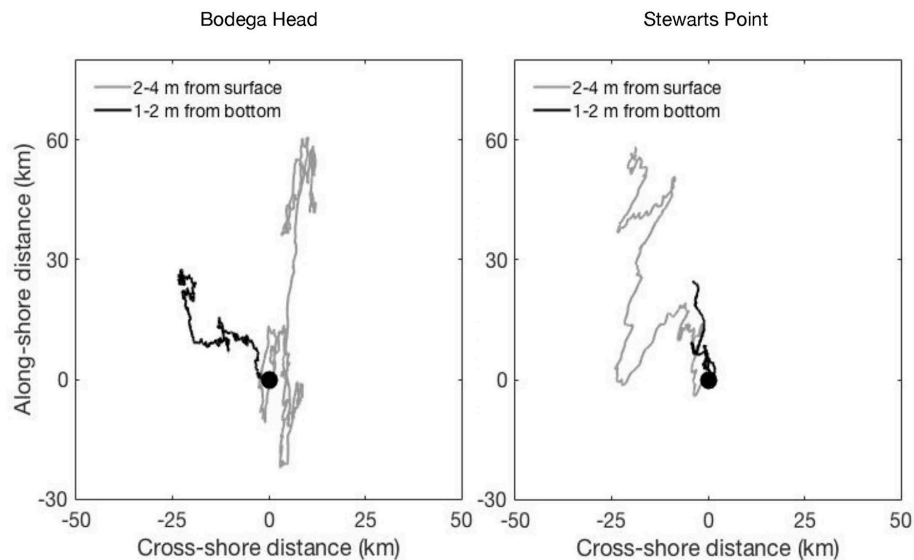 Bodega Head
Stewarts Point
2-4 m from surface
1-2 m from bottom
2-4 m from surface
1-2 m from bottom
Along-shore distance (km)
60
30
0
-30
60
30
0
-30
-50
-25
0
25
50
-50
-25
0
25
50
Cross-shore distance (km)
Cross-shore distance (km)